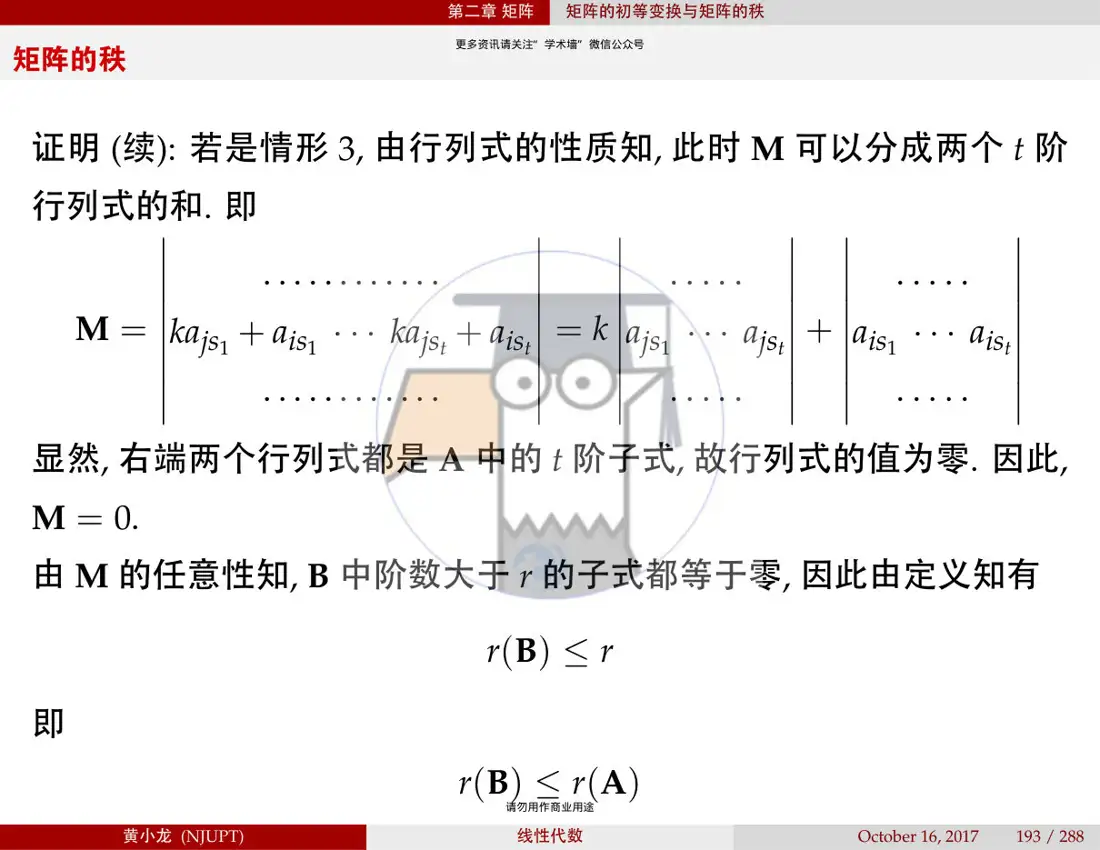 第二章 矩阵 矩阵的初等变换与矩阵的秩
更多资讯请关注“学术墙”微信公众号
矩阵的秩
证明 (续): 若是情形 3, 由行列式的性质知, 此时 M 可以分成两个 t 阶
行列式的和. 即
M = | ············ ka_{js_1} + a_{is_1} ··· ka_{js_t} + a_{is_t} ············ | = k | ····· a_{js_1} ··· a_{js_t} ····· | + | ····· a_{is_1} ··· a_{is_t} ····· |
显然, 右端两个行列式都是 A 中的 t 阶子式, 故行列式的值为零. 因此,
M = 0.
由 M 的任意性知, B 中阶数大于 r 的子式都等于零, 因此由定义知有
r(B) ≤ r
即
r(B) ≤ r(A)
请勿用作商业用途
黄小龙 (NJUPT) 线性代数 October 16, 2017 193 / 288